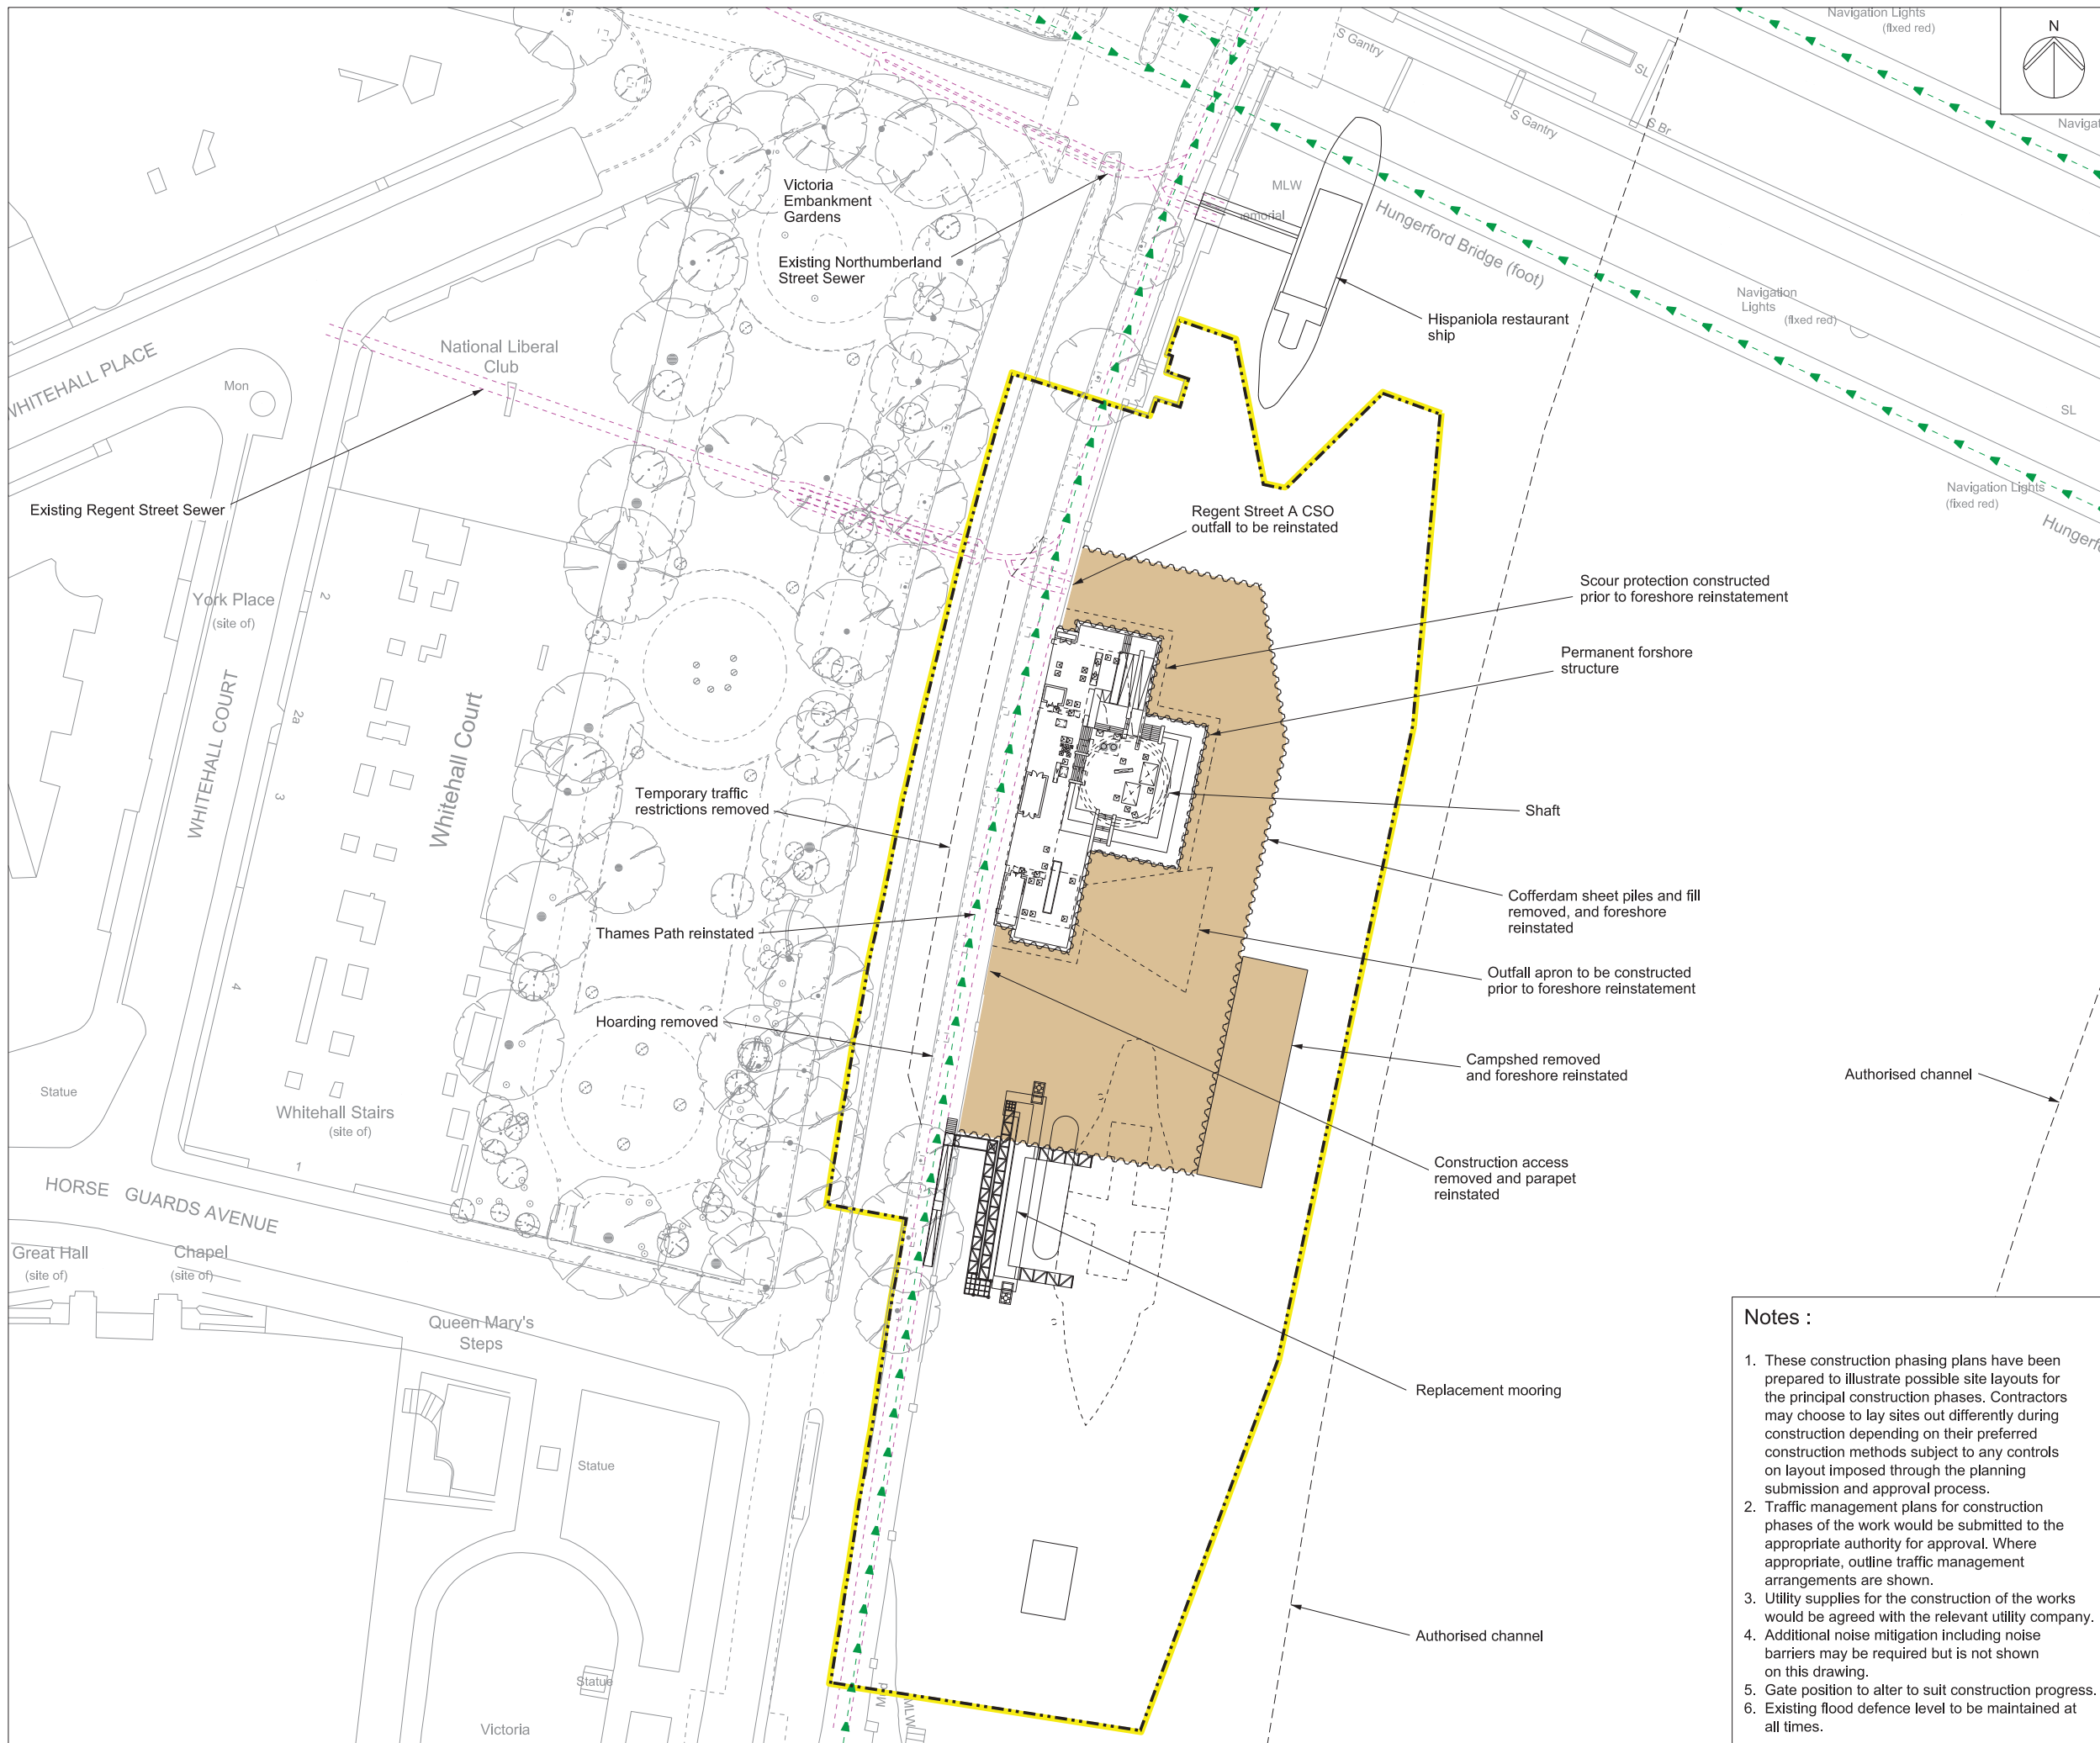 Navigation Lights
(fixed red)
N
S Gantry
SL
S Gantry
S Br
Navigat
Victoria
Embankment
Gardens
MLW
emorial
Hungerford Bridge (foot)
Existing Northumberland
Street Sewer
Navigation
Lights
(fixed red)
Hispaniola restaurant
ship
National Liberal
Club
WHITEHALL PLACE
Mon
SL
Navigation Lights
(fixed red)
Existing Regent Street Sewer
Regent Street A CSO
outfall to be reinstated
Hungerf
Scour protection constructed
prior to foreshore reinstatement
York Place
(site of)
2
Permanent forshore
structure
WHITEHALL COURT
2a
Whitehall Court
3
Temporary traffic
restrictions removed
Shaft
Cofferdam sheet piles and fill
removed, and foreshore
reinstated
Thames Path reinstated
4
Outfall apron to be constructed
prior to foreshore reinstatement
Hoarding removed
Campshed removed
and foreshore reinstated
Authorised channel
Statue
Whitehall Stairs
(site of)
1
Construction access
removed and parapet
reinstated
HORSE GUARDS AVENUE
Great Hall
(site of)
Chapel
(site of)
Queen Mary's
Steps
Replacement mooring
Statue
Authorised channel
Statue
MLW
Victoria
Notes :
1. These construction phasing plans have been
prepared to illustrate possible site layouts for
the principal construction phases. Contractors
may choose to lay sites out differently during
construction depending on their preferred
construction methods subject to any controls
on layout imposed through the planning
submission and approval process.
2. Traffic management plans for construction
phases of the work would be submitted to the
appropriate authority for approval. Where
appropriate, outline traffic management
arrangements are shown.
3. Utility supplies for the construction of the works
would be agreed with the relevant utility company.
4. Additional noise mitigation including noise
barriers may be required but is not shown
on this drawing.
5. Gate position to alter to suit construction progress.
6. Existing flood defence level to be maintained at
all times.